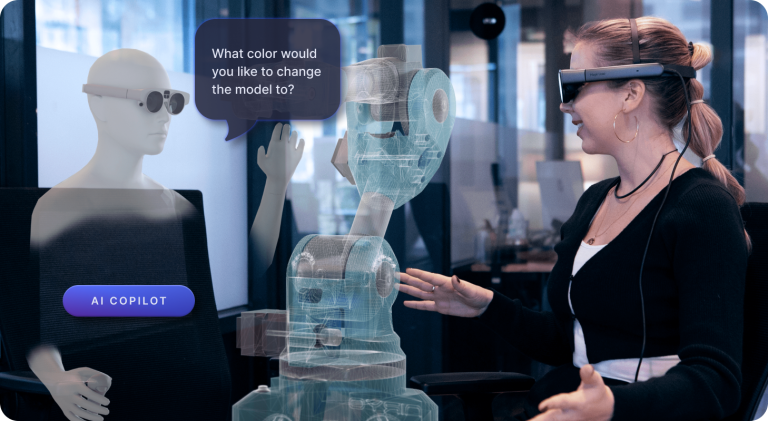 What color would
you like to change
the model to?
AI COPILOT